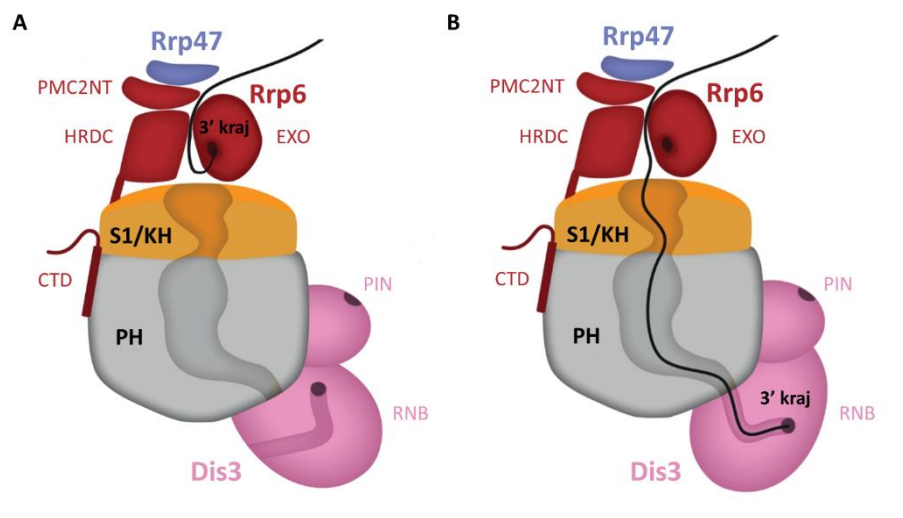 A
Rrp47
PMC2NT
Rrp6
HRDC
3’ kraj
EXO
S1/KH
CTD
PIN
PH
RNB
Dis3
B
Rrp47
PMC2NT
Rrp6
HRDC
EXO
S1/KH
CTD
PIN
PH
3’ kraj
RNB
Dis3